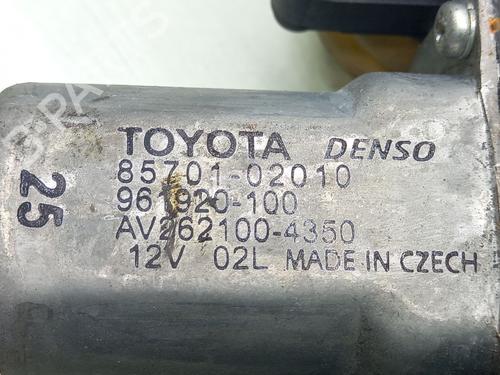 TOYOTA DENSO
85701-02010
961920-100
AV262100-4350
12V 02L MADE IN CZECH
25